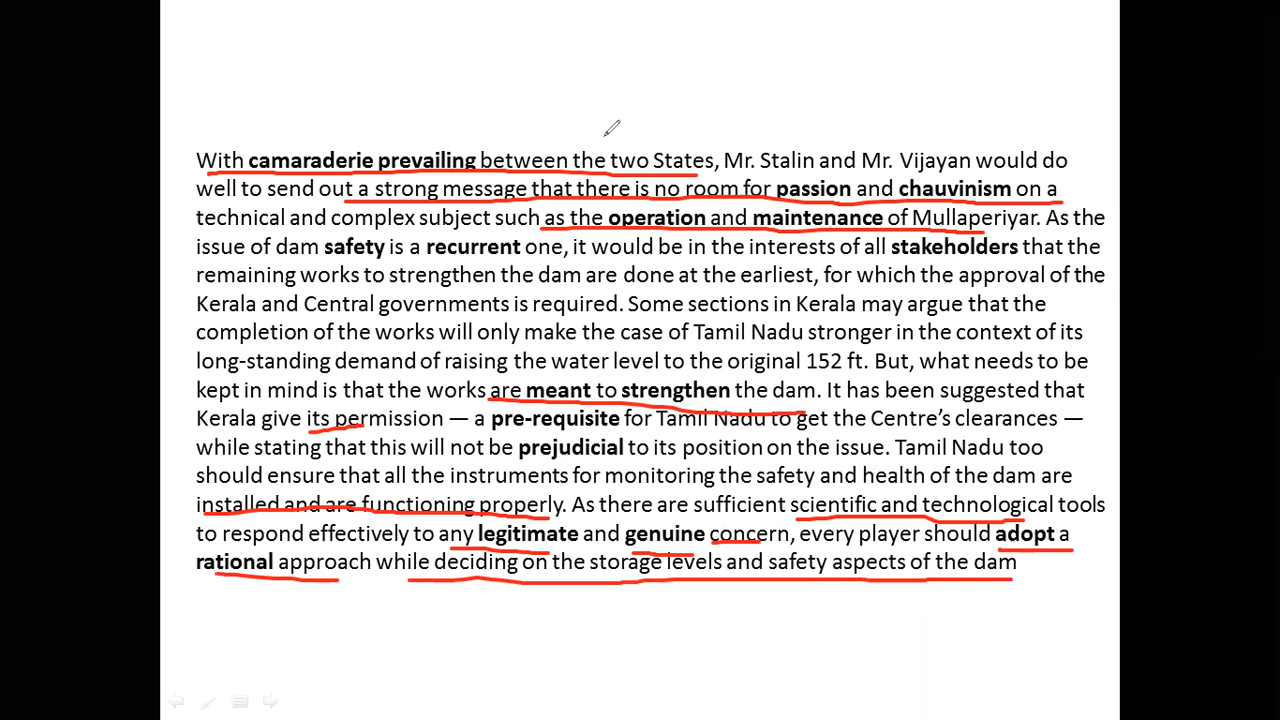 With camaraderie prevailing between the two States, Mr. Stalin and Mr. Vijayan would do
well to send out a strong message that there is no room for passion and chauvinism on a
technical and complex subject such as the operation and maintenance of Mullaperiyar. As the
issue of dam safety is a recurrent one, it would be in the interests of all stakeholders that the
remaining works to strengthen the dam are done at the earliest, for which the approval of the
Kerala and Central governments is required. Some sections in Kerala may argue that the
completion of the works will only make the case of Tamil Nadu stronger in the context of its
long-standing demand of raising the water level to the original 152 ft. But, what needs to be
kept in mind is that the works are meant to strengthen the dam. It has been suggested that
Kerala give its permission — a pre-requisite for Tamil Nadu to get the Centre’s clearances —
while stating that this will not be prejudicial to its position on the issue. Tamil Nadu too
should ensure that all the instruments for monitoring the safety and health of the dam are
installed and are functioning properly. As there are sufficient scientific and technological tools
to respond effectively to any legitimate and genuine concern, every player should adopt a
rational approach while deciding on the storage levels and safety aspects of the dam